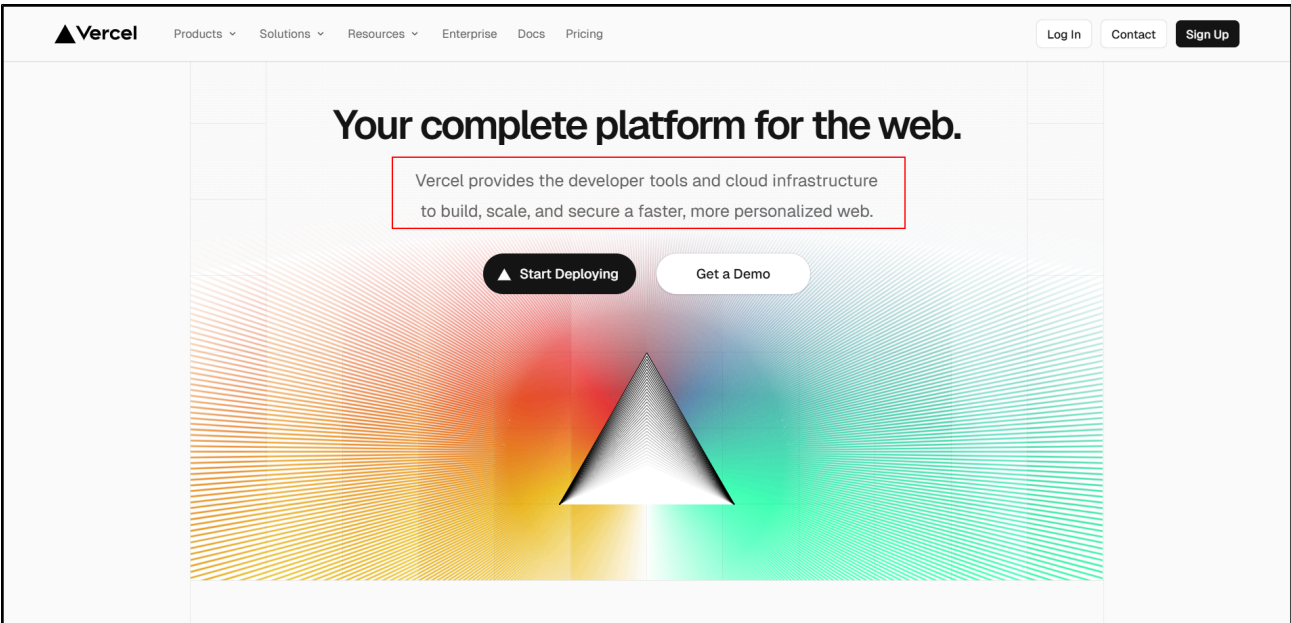 Vercel
Products
Solutions
Resources
Enterprise
Docs
Pricing
Log In
Contact
Sign Up
Your complete platform for the web.
Vercel provides the developer tools and cloud infrastructure
to build, scale, and secure a faster, more personalized web.
Start Deploying
Get a Demo